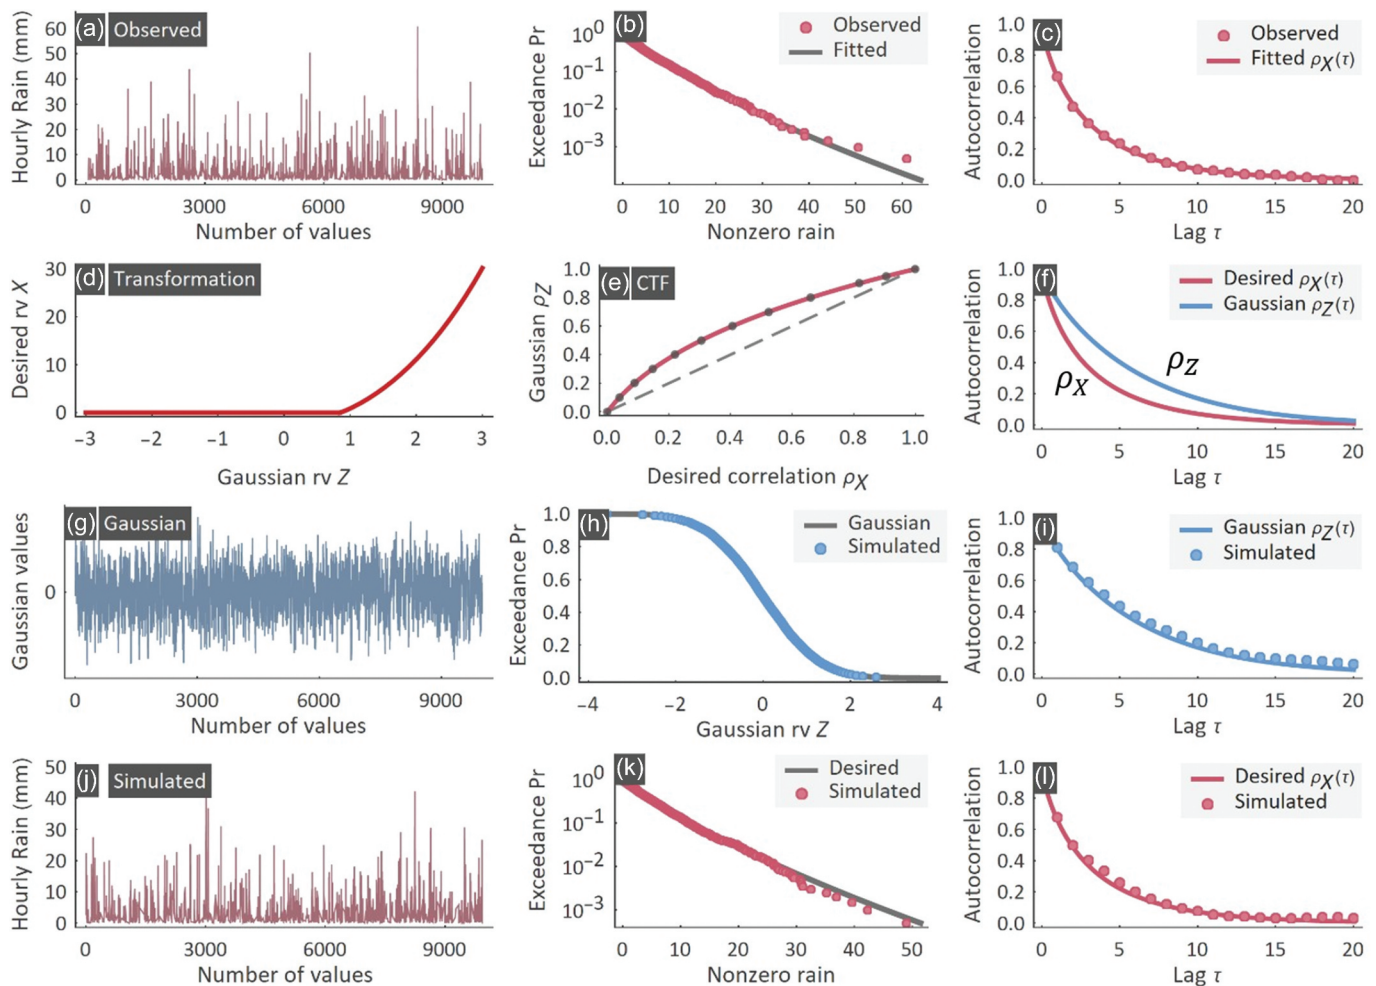 (a) Observed
Hourly Rain (mm)
60
50
40
30
20
10
0
0 3000 6000 9000
Number of values
(b)
Observed
Fitted
Exceedance Pr
10⁰
10⁻¹
10⁻²
10⁻³
0 10 20 30 40 50 60
Nonzero rain
(c)
Observed
Fitted ρX(τ)
Autocorrelation
1.0
0.8
0.6
0.4
0.2
0.0
0 5 10 15 20
Lag τ
(d) Transformation
Desired rv X
30
20
10
0
−3 −2 −1 0 1 2 3
Gaussian rv Z
(e) CTF
Gaussian ρZ
1.0
0.8
0.6
0.4
0.2
0.0
0.0 0.2 0.4 0.6 0.8 1.0
Desired correlation ρX
(f)
Desired ρX(τ)
Gaussian ρZ(τ)
Autocorrelation
1.0
0.8
0.6
0.4
0.2
0.0
ρZ
ρX
0 5 10 15 20
Lag τ
(g) Gaussian
Gaussian values
0
0 3000 6000 9000
Number of values
(h)
Gaussian
Simulated
Exceedance Pr
1.0
0.8
0.6
0.4
0.2
0.0
−4 −2 0 2 4
Gaussian rv Z
(i)
Gaussian ρZ(τ)
Simulated
Autocorrelation
1.0
0.8
0.6
0.4
0.2
0.0
0 5 10 15 20
Lag τ
(j) Simulated
Hourly Rain (mm)
50
40
30
20
10
0
0 3000 6000 9000
Number of values
(k)
Desired
Simulated
Exceedance Pr
10⁰
10⁻¹
10⁻²
10⁻³
0 10 20 30 40 50
Nonzero rain
(l)
Desired ρX(τ)
Simulated
Autocorrelation
1.0
0.8
0.6
0.4
0.2
0.0
0 5 10 15 20
Lag τ